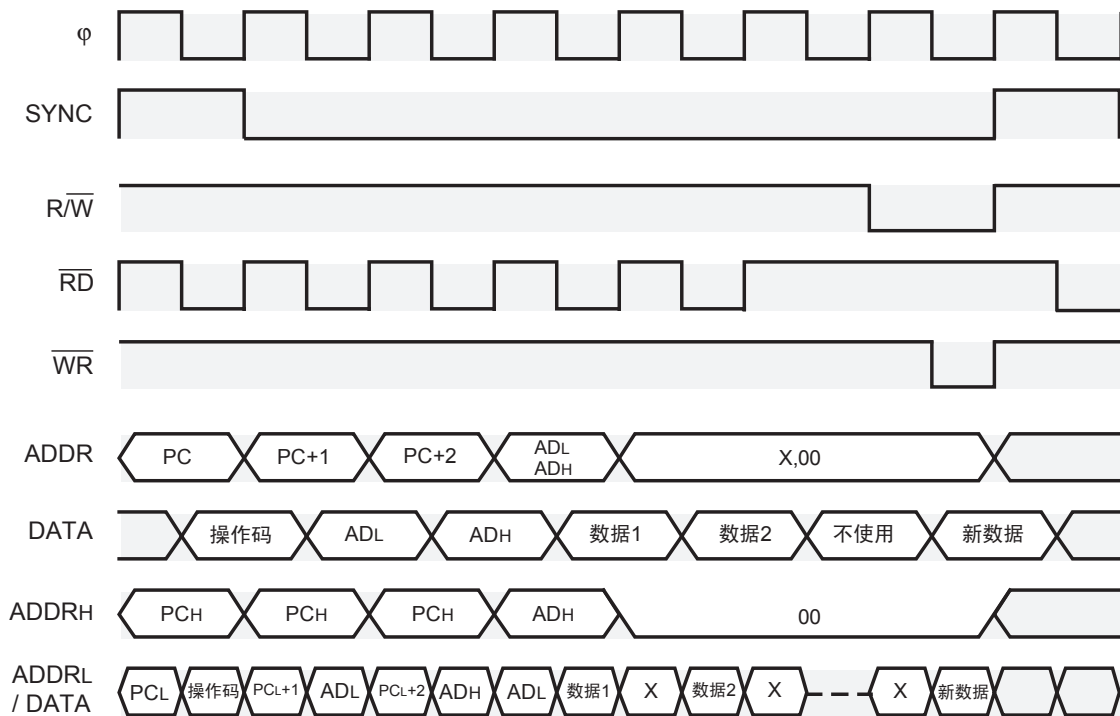 φ
SYNC
R/W̅
R̅D̅
W̅R̅
ADDR PC PC+1 PC+2 ADL ADH X,00
DATA 操作码 ADL ADH 数据1 数据2 不使用 新数据
ADDRH PCH PCH PCH ADH 00
ADDRL / DATA PCL 操作码 PCL+1 ADL PCL+2 ADH ADL 数据1 X 数据2 X X 新数据